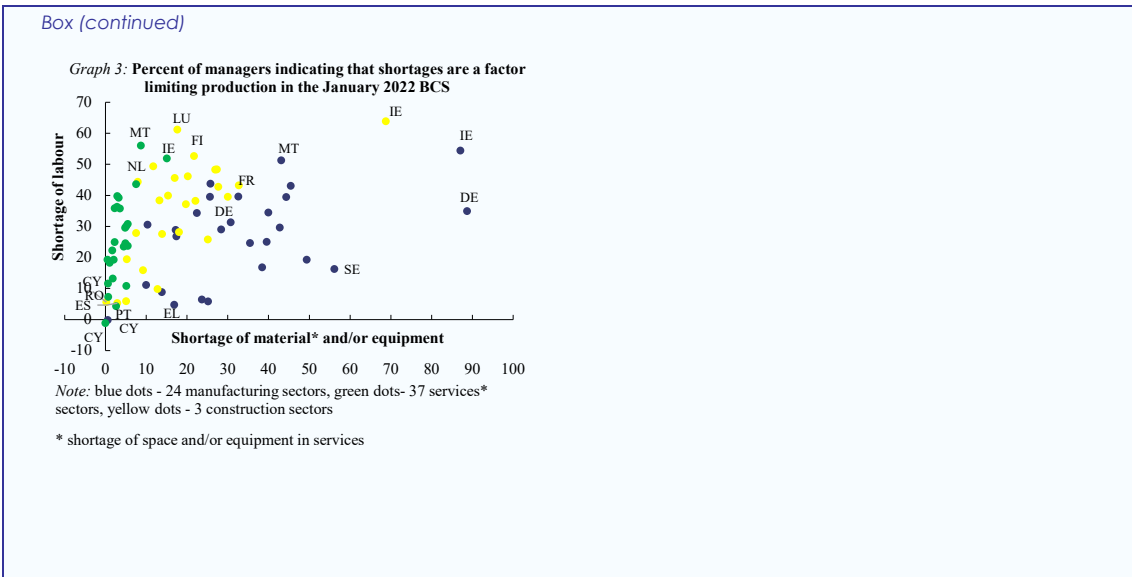 Box (continued)
Graph 3: Percent of managers indicating that shortages are a factor
limiting production in the January 2022 BCS
70
60
50
40
30
20
10
0
-10
Shortage of labour
IE
LU
MT
IE
FI
IE
MT
NL
FR
DE
DE
SE
CY
RO
ES
PT
EL
CY
CY
Shortage of material* and/or equipment
-10 0 10 20 30 40 50 60 70 80 90 100
Note: blue dots - 24 manufacturing sectors, green dots- 37 services*
sectors, yellow dots - 3 construction sectors
* shortage of space and/or equipment in services